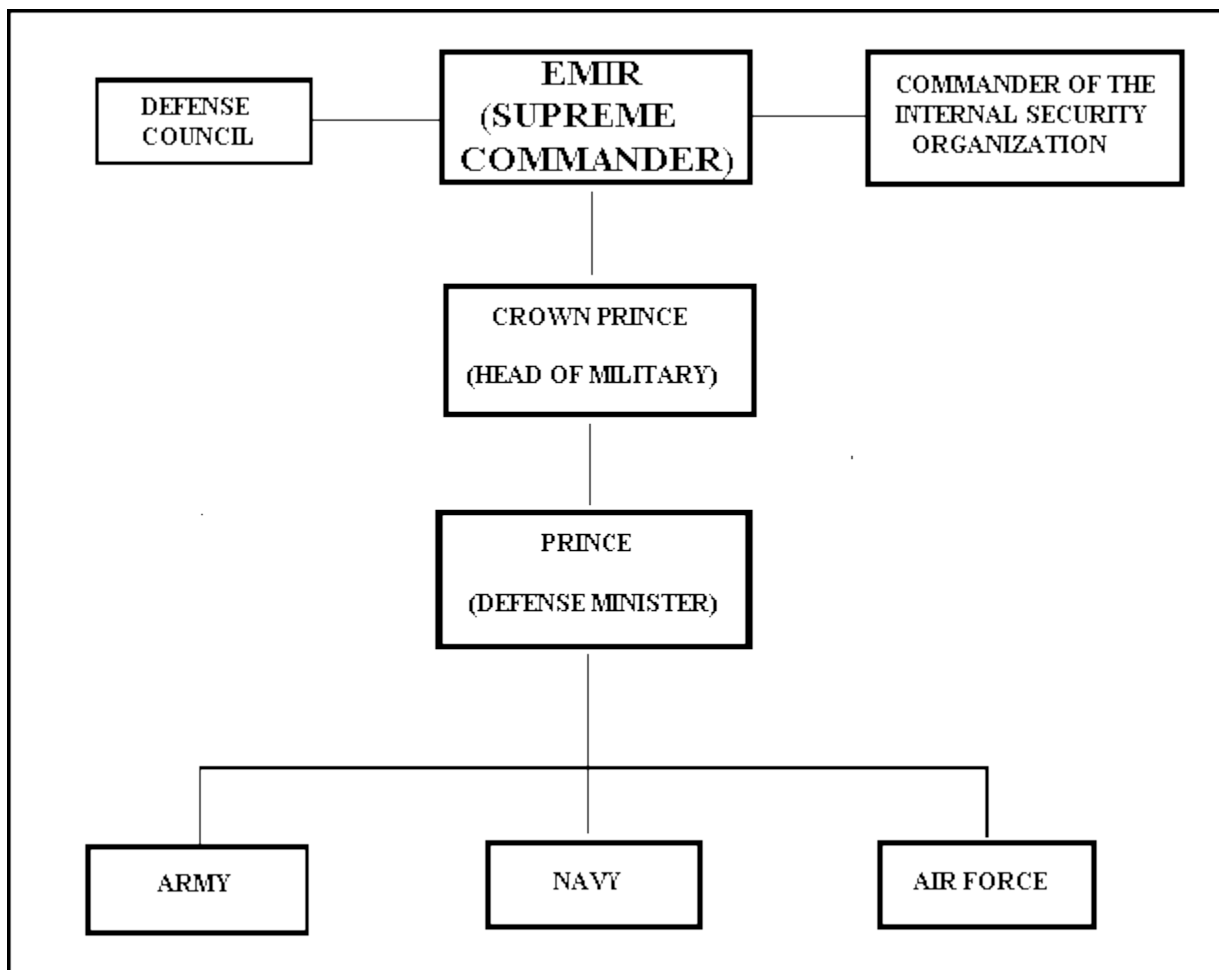 DEFENSE
COUNCIL
EMIR
(SUPREME
COMMANDER)
COMMANDER OF THE
INTERNAL SECURITY
ORGANIZATION
CROWN PRINCE
(HEAD OF MILITARY)
PRINCE
(DEFENSE MINISTER)
ARMY
NAVY
AIR FORCE